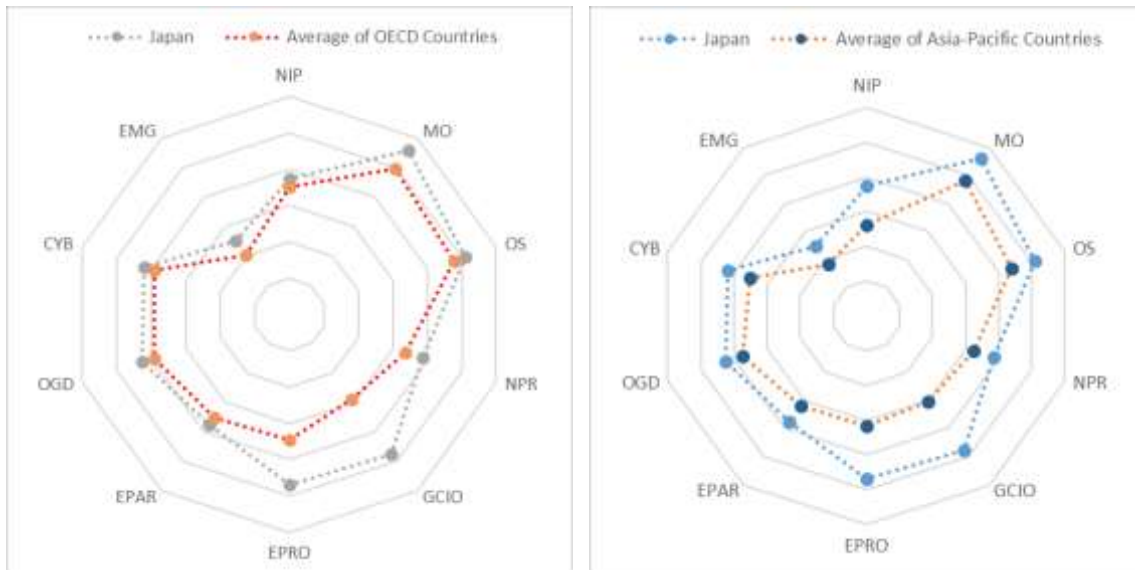 Japan Average of OECD Countries
NIP
EMG MO
CYB OS
OGD NPR
EPAR GCIO
EPRO
Japan Average of Asia-Pacific Countries
NIP
EMG MO
CYB OS
OGD NPR
EPAR GCIO
EPRO